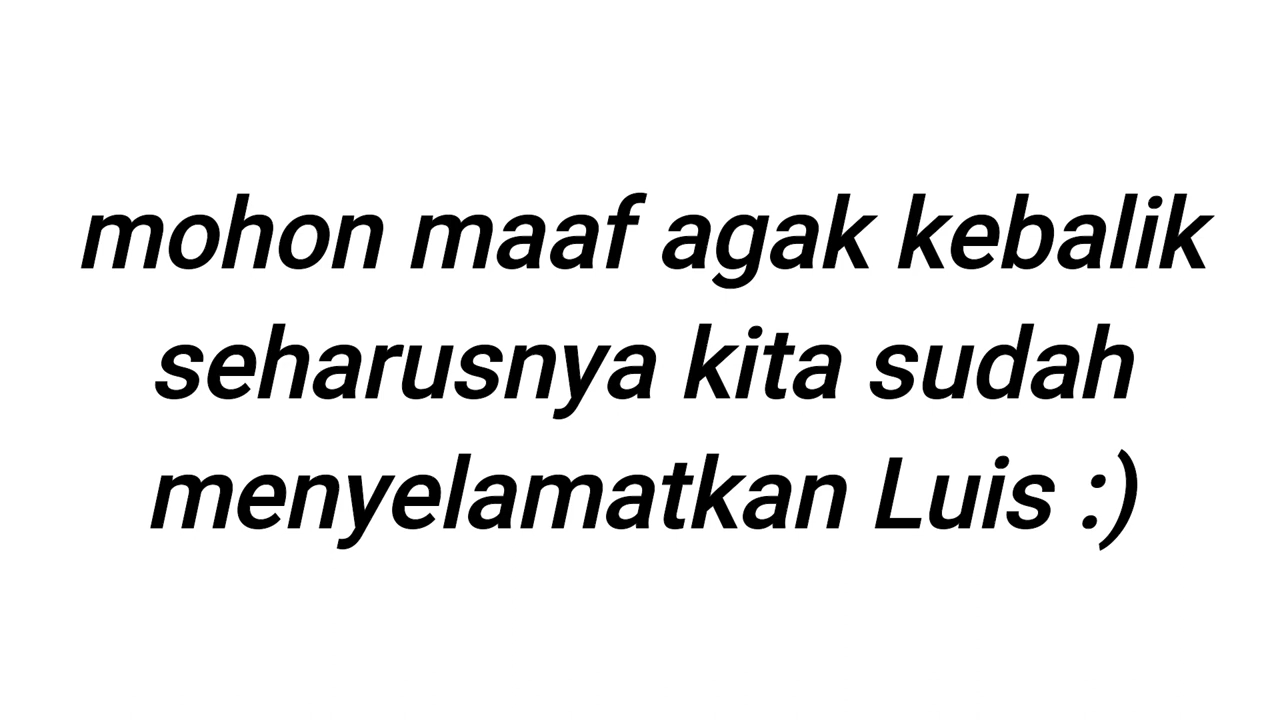 mohon maaf agak kebalik
seharusnya kita sudah
menyelamatkan Luis :)